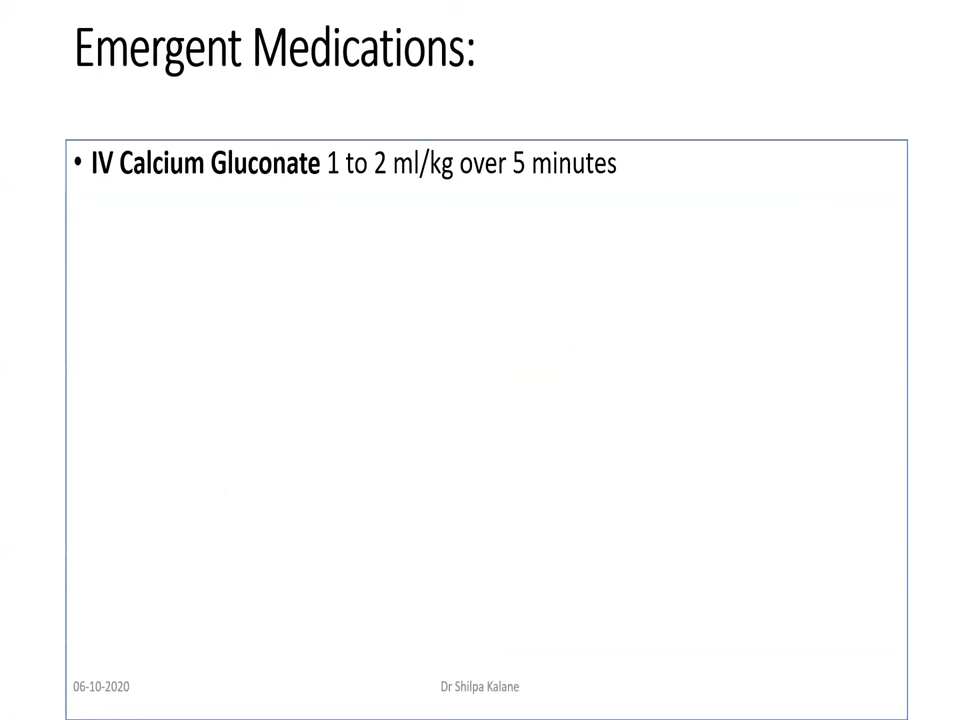 Emergent Medications:
• IV Calcium Gluconate 1 to 2 ml/kg over 5 minutes
06-10-2020
Dr Shilpa Kalane